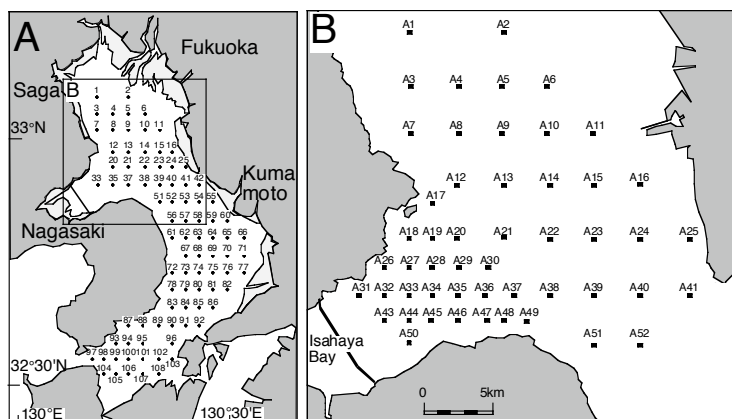 A
Fukuoka
Saga
B
1 2
3 4 5 6
7 8 9 10 11
33°N
12 13 14 15 16
20 21 22 23 24 25
33 35 37 38 39 40 41 42
Kuma
moto
51 52 53 54 55
56 57 58 59 60
Nagasaki
61 62 63 64 65 66
67 68 69 70 71
72 73 74 75 76 77
78 79 80 81 82
83 84 85 86
87 88 89 90 91 92
93 94 95 96
97 98 99 100 101 102 103
32°30'N
104 106 108
105 107
130°E
130°30'E
B
A1 A2
A3 A4 A5 A6
A7 A8 A9 A10 A11
A12 A13 A14 A15 A16
A17
A18 A19 A20 A21 A22 A23 A24 A25
A26 A27 A28 A29 A30
A31 A32 A33 A34 A35 A36 A37 A38 A39 A40 A41
A43 A44 A45 A46 A47 A48 A49
A50 A51 A52
Isahaya
Bay
0 5km